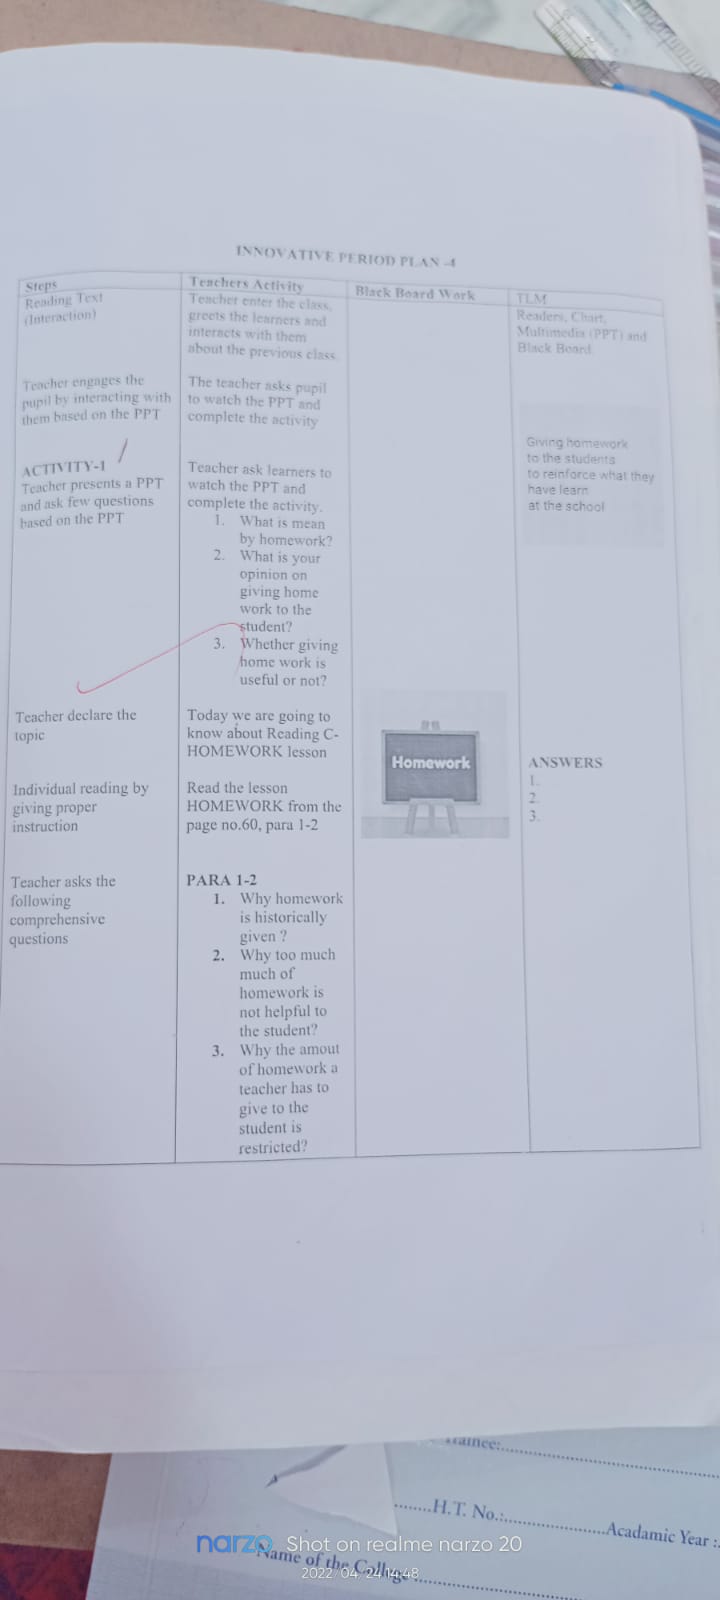 INNOVATIVE PERIOD PLAN -4
Steps
Teachers Activity
Black Board Work
TLM
Reading Text
(Interaction)
Teacher enter the class,
greets the learners and
interacts with them
about the previous class.
Readers, Chart,
Multimedia (PPT) and
Black Board.
Teacher engages the
pupil by interacting with
them based on the PPT
The teacher asks pupil
to watch the PPT and
complete the activity
Giving homework
to the students
to reinforce what they
have learn
at the school
ACTIVITY-1
Teacher presents a PPT
and ask few questions
based on the PPT
Teacher ask learners to
watch the PPT and
complete the activity.
1. What is mean
by homework?
2. What is your
opinion on
giving home
work to the
student?
3. Whether giving
home work is
useful or not?
Teacher declare the
topic
Today we are going to
know about Reading C-
HOMEWORK lesson
Homework
ANSWERS
1.
2.
3.
Individual reading by
giving proper
instruction
Read the lesson
HOMEWORK from the
page no.60, para 1-2
Teacher asks the
following
comprehensive
questions
PARA 1-2
1. Why homework
is historically
given ?
2. Why too much
much of
homework is
not helpful to
the student?
3. Why the amout
of homework a
teacher has to
give to the
student is
restricted?
H.T. No.:
Acadamic Year :
Name of the College
narzo Shot on realme narzo 20
2022/04/24 14:48